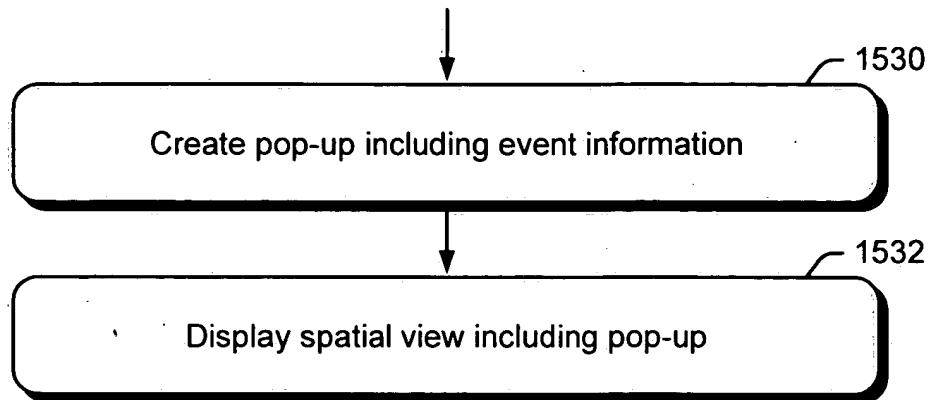 1530
Create pop-up including event information
1532
Display spatial view including pop-up